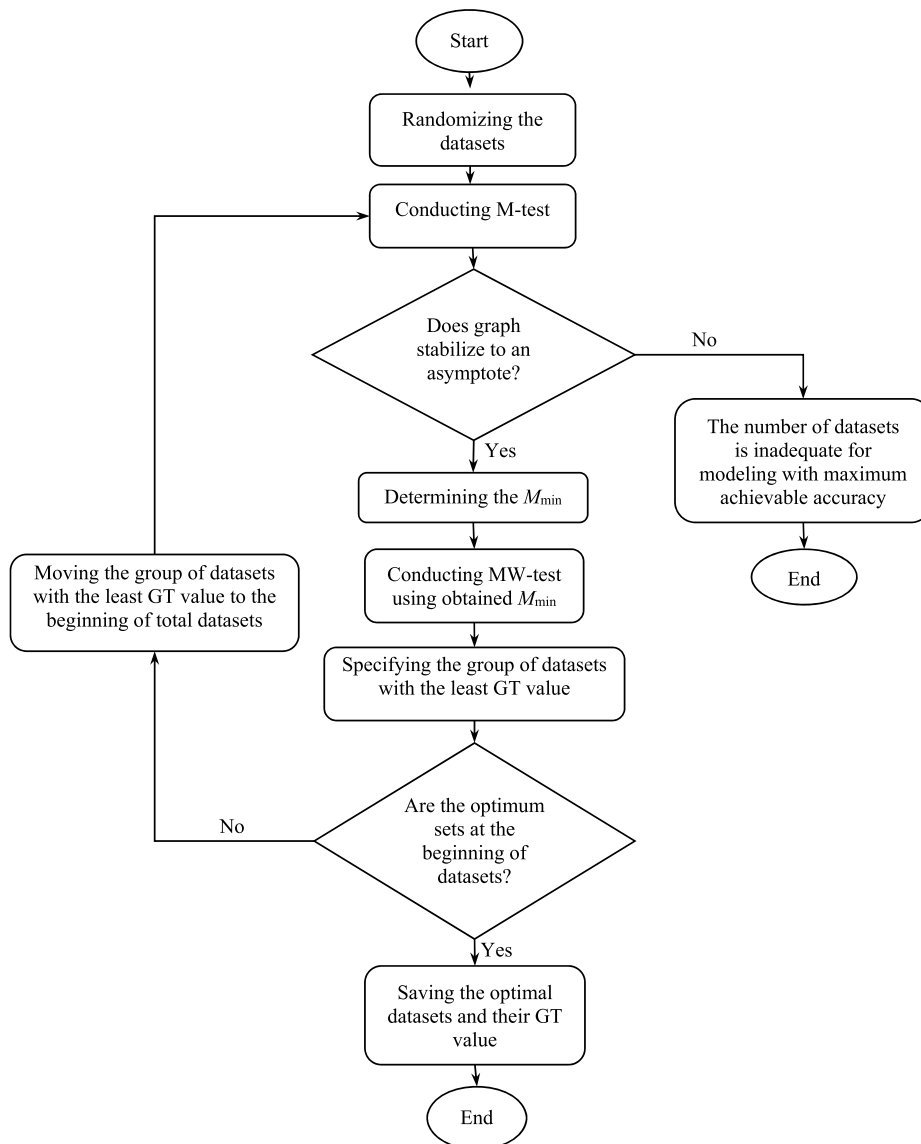 Start
Randomizing the
datasets
Conducting M-test
Does graph
stabilize to an
asymptote?
No
The number of datasets
is inadequate for
modeling with maximum
achievable accuracy
End
Yes
Determining the Mmin
Conducting MW-test
using obtained Mmin
Moving the group of datasets
with the least GT value to the
beginning of total datasets
Specifying the group of datasets
with the least GT value
Are the optimum
sets at the
beginning of
datasets?
No
Yes
Saving the optimal
datasets and their GT
value
End